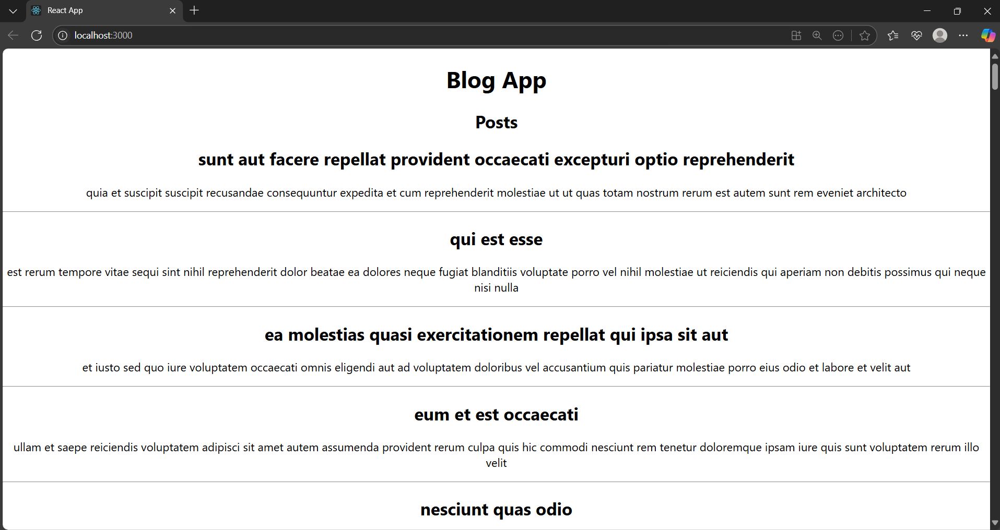 React App
localhost:3000
Blog App
Posts
sunt aut facere repellat provident occaecati excepturi optio reprehenderit
quia et suscipit suscipit recusandae consequuntur expedita et cum reprehenderit molestiae ut ut quas totam nostrum rerum est autem sunt rem eveniet architecto
qui est esse
est rerum tempore vitae sequi sint nihil reprehenderit dolor beatae ea dolores neque fugiat blanditiis voluptate porro vel nihil molestiae ut reiciendis qui aperiam non debitis possimus qui neque
nisi nulla
ea molestias quasi exercitationem repellat qui ipsa sit aut
et iusto sed quo iure voluptatem occaecati omnis eligendi aut ad voluptatem doloribus vel accusantium quis pariatur molestiae porro eius odio et labore et velit aut
eum et est occaecati
ullam et saepe reiciendis voluptatem adipisci sit amet autem assumenda provident rerum culpa quis hic commodi nesciunt rem tenetur doloremque ipsam iure quis sunt voluptatem rerum illo
velit
nesciunt quas odio